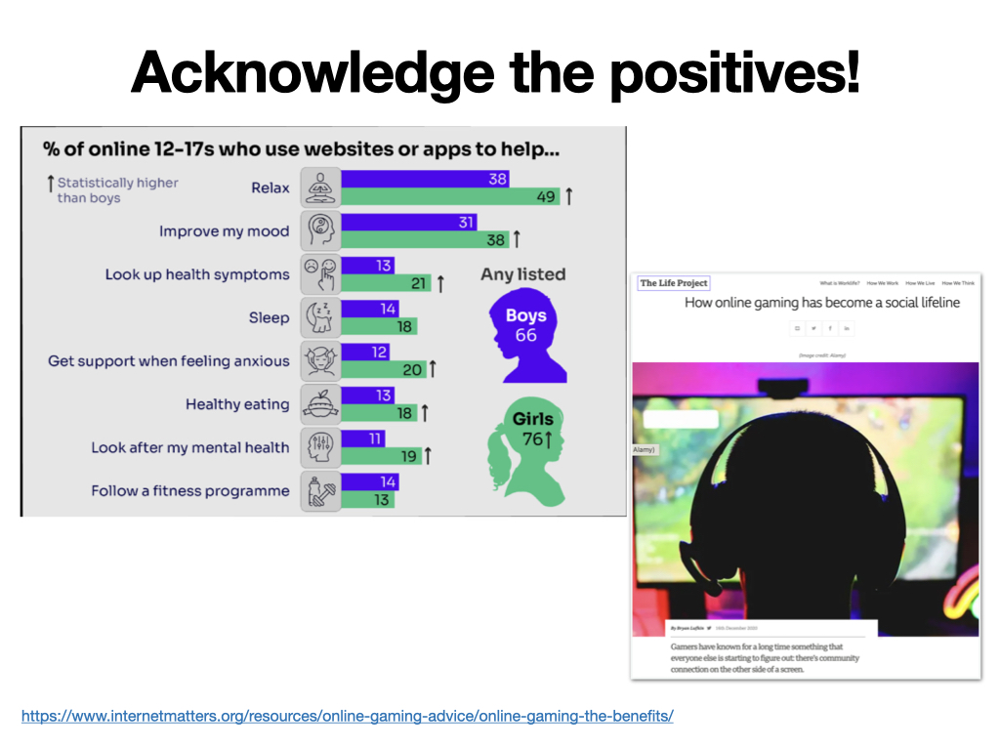 Acknowledge the positives!
% of online 12-17s who use websites or apps to help...
↑ Statistically higher
than boys
Relax
38
49 ↑
Improve my mood
31
38 ↑
Look up health symptoms
13
21 ↑
Sleep
14
18
Get support when feeling anxious
12
20 ↑
Healthy eating
13
18 ↑
Look after my mental health
11
19 ↑
Follow a fitness programme
14
13
Any listed
Boys
66
Girls
76↑
The Life Project
What is Worklife? How We Work How We Live How We Think
How online gaming has become a social lifeline
(Image credit: Alamy)
Alamy)
By Bryan Lufkin 16th December 2020
Gamers have known for a long time something that
everyone else is starting to figure out: there's community
connection on the other side of a screen.
https://www.internetmatters.org/resources/online-gaming-advice/online-gaming-the-benefits/